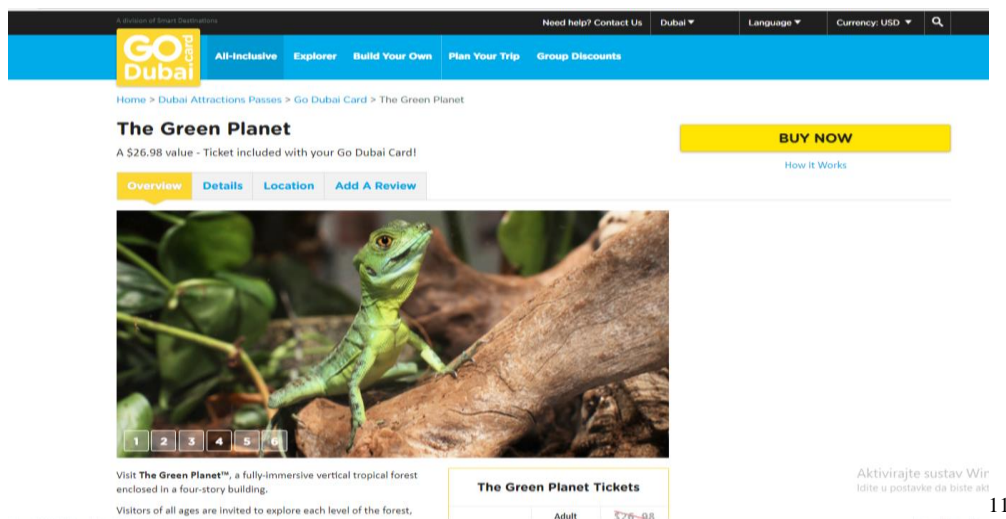 A division of Smart Destinations
Need help? Contact Us Dubai Language Currency: USD
GO Dubai card
All-Inclusive Explorer Build Your Own Plan Your Trip Group Discounts
Home > Dubai Attractions Passes > Go Dubai Card > The Green Planet
The Green Planet
A $26.98 value - Ticket included with your Go Dubai Card!
BUY NOW
How it Works
Overview Details Location Add A Review
1 2 3 4 5 6
Visit The Green Planet™, a fully-immersive vertical tropical forest
enclosed in a four-story building.
Visitors of all ages are invited to explore each level of the forest,
The Green Planet Tickets
Adult $26.98
Aktivirajte sustav Win
Idite u postavke da biste akt
11